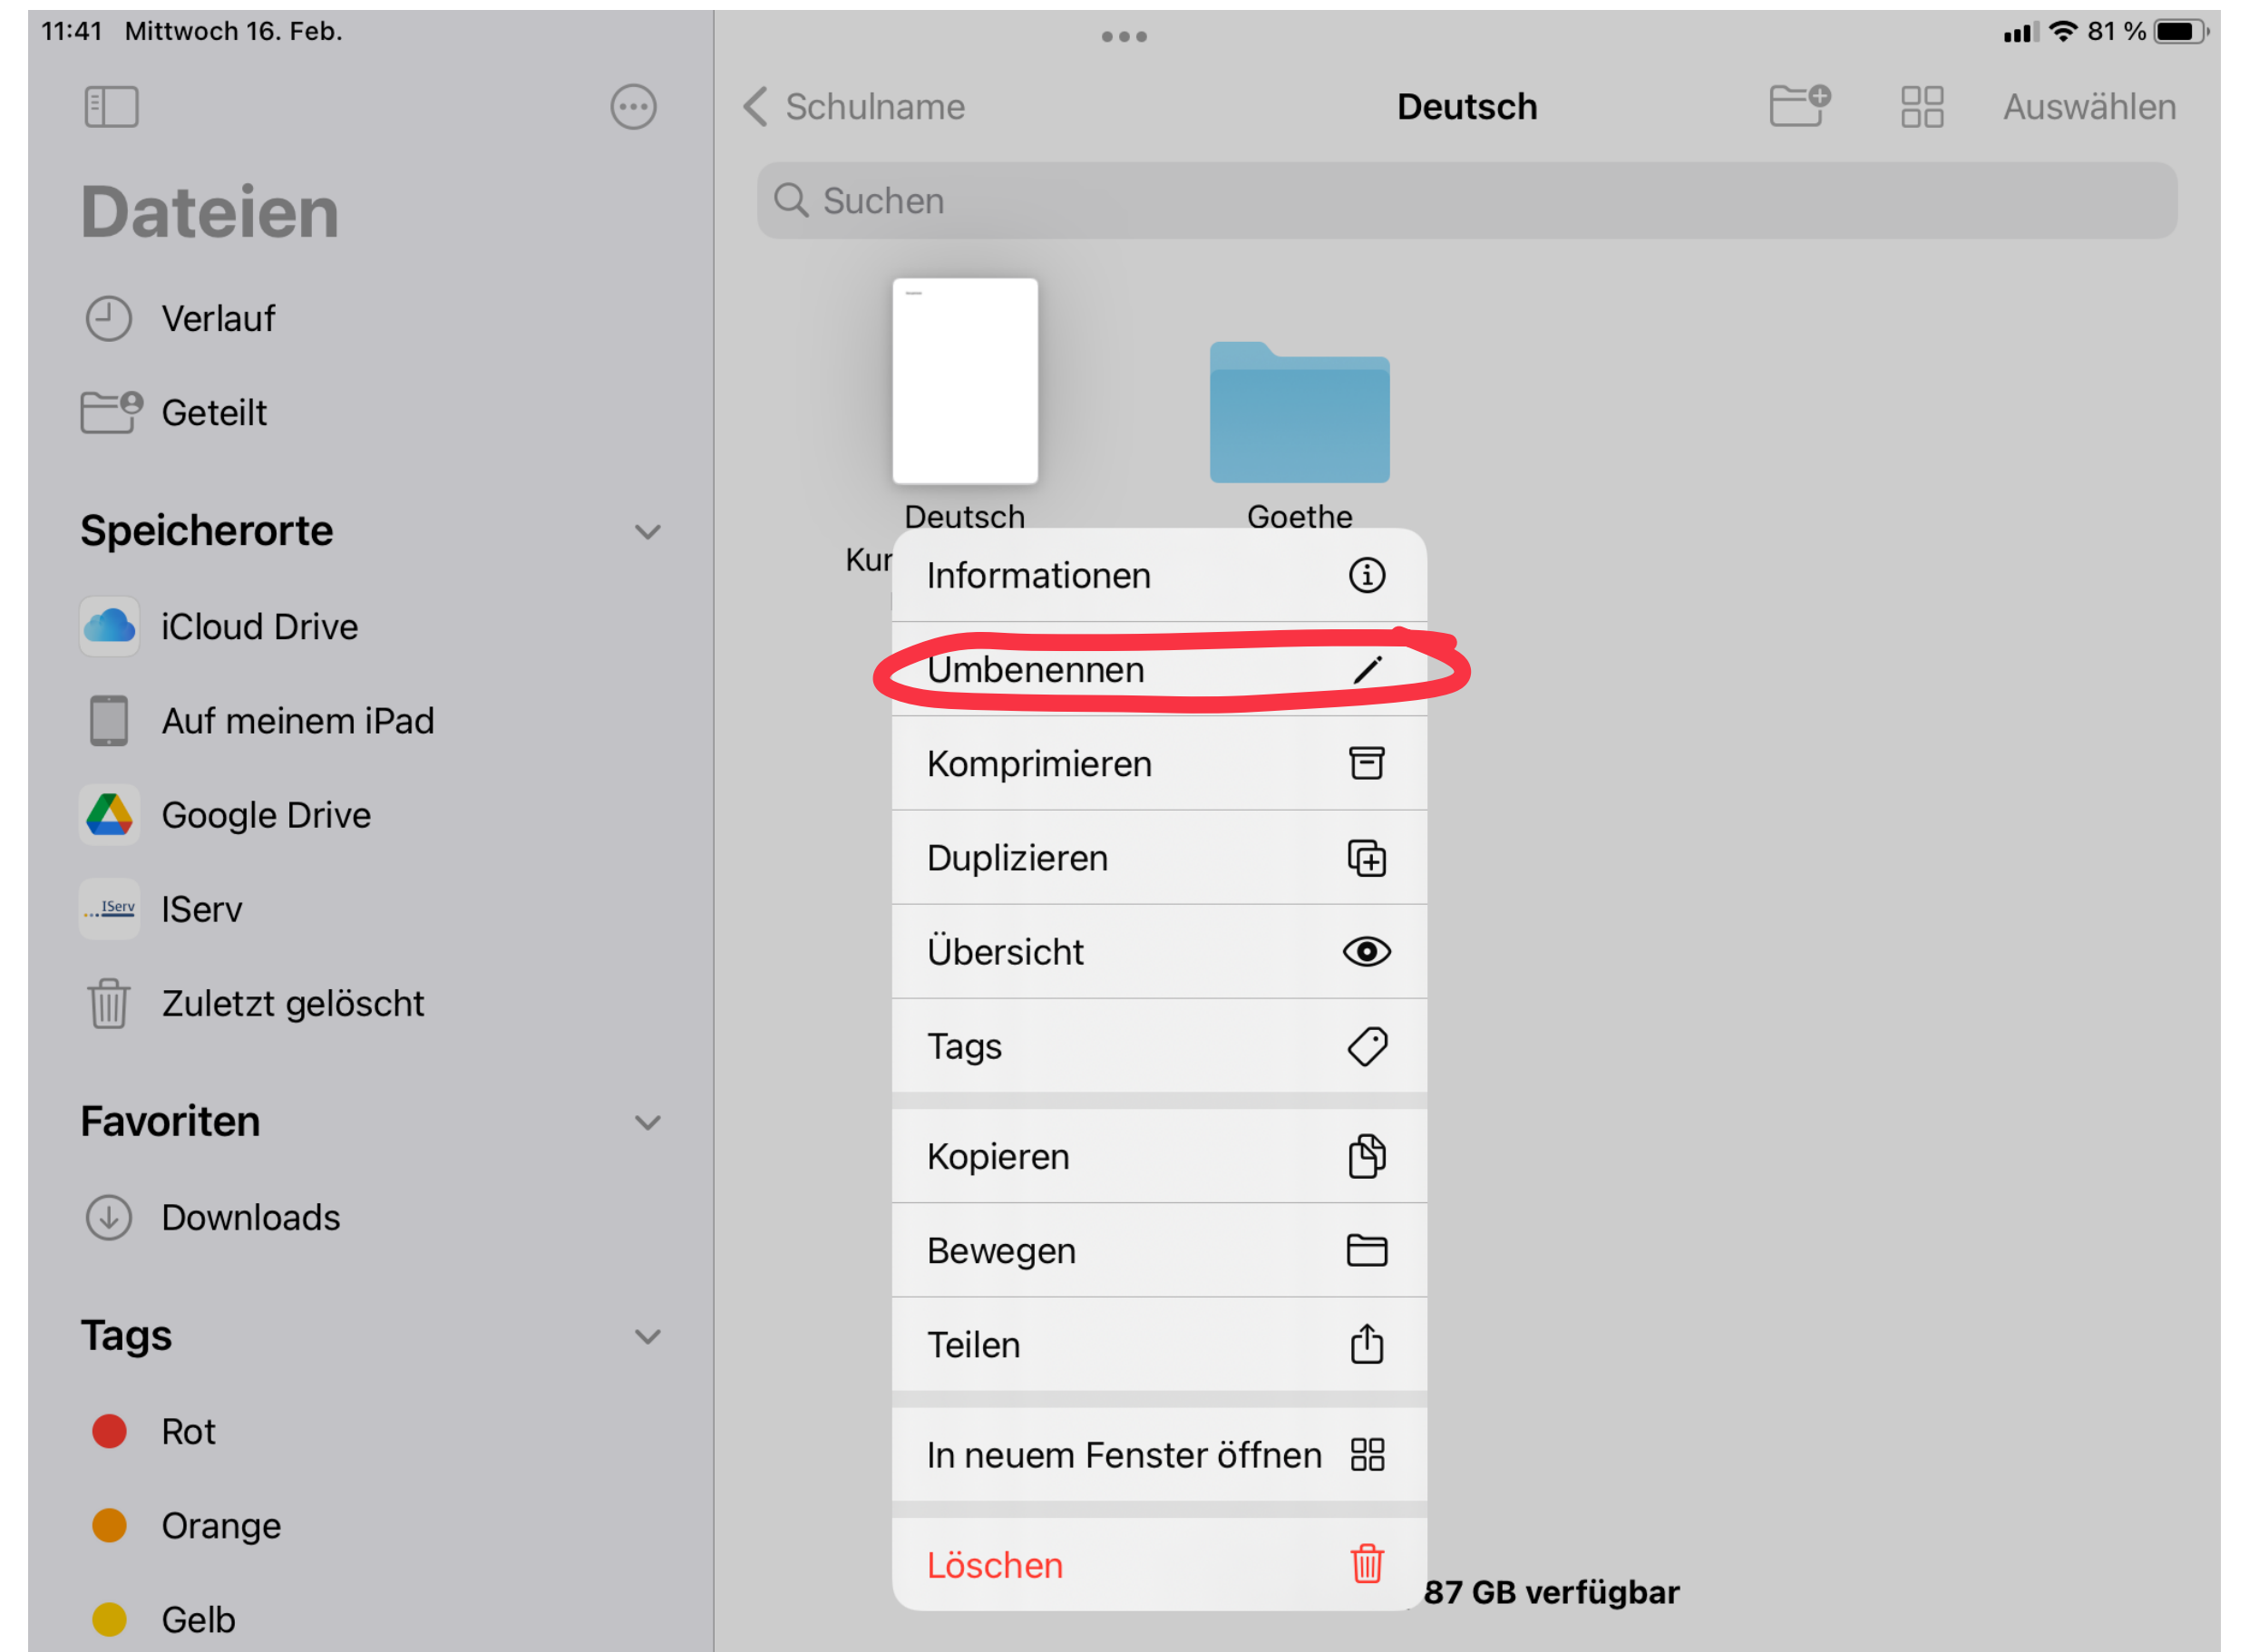 11:41 Mittwoch 16. Feb.
81 %
Dateien
Verlauf
Geteilt
Speicherorte
iCloud Drive
Auf meinem iPad
Google Drive
IServ
IServ
Zuletzt gelöscht
Favoriten
Downloads
Tags
Rot
Orange
Gelb
Schulname
Deutsch
Auswählen
Suchen
Deutsch
Goethe
Informationen
Umbenennen
Komprimieren
Duplizieren
Übersicht
Tags
Kopieren
Bewegen
Teilen
In neuem Fenster öffnen
Löschen
87 GB verfügbar